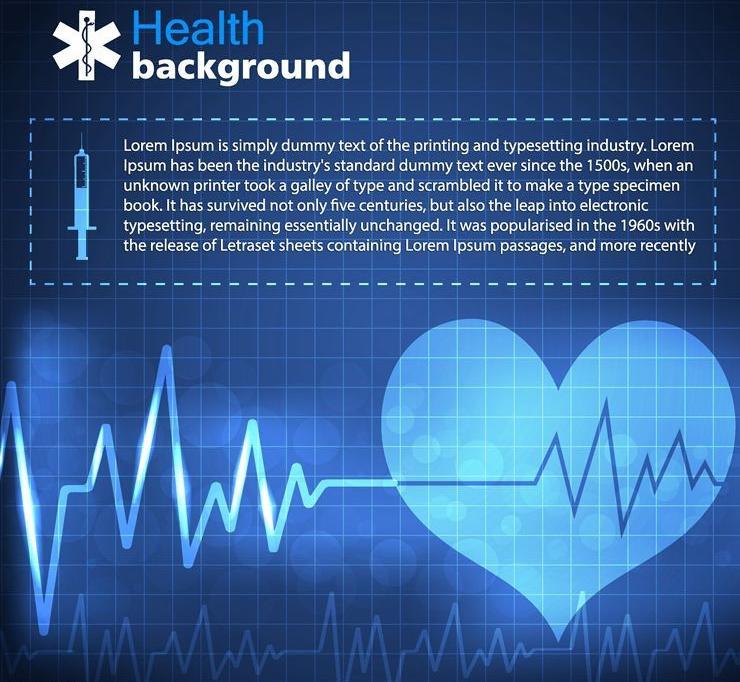 Health
background
Lorem Ipsum is simply dummy text of the printing and typesetting industry. Lorem
Ipsum has been the industry's standard dummy text ever since the 1500s, when an
unknown printer took a galley of type and scrambled it to make a type specimen
book. It has survived not only five centuries, but also the leap into electronic
typesetting, remaining essentially unchanged. It was popularised in the 1960s with
the release of Letraset sheets containing Lorem Ipsum passages, and more recently